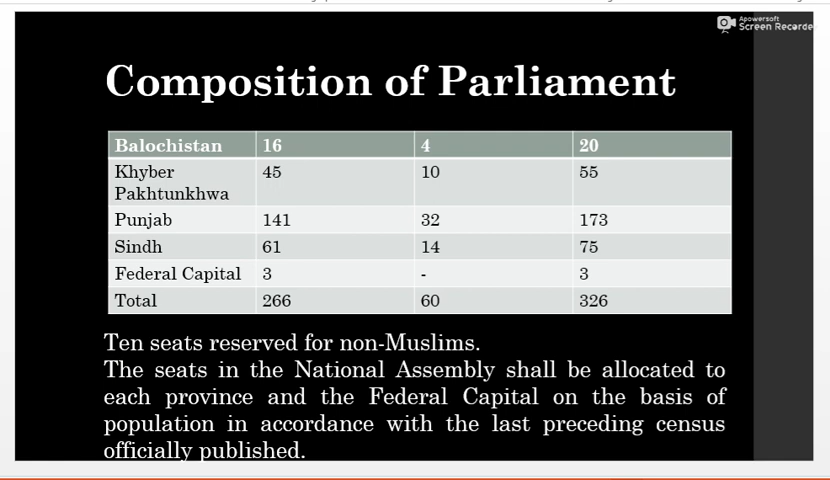 Apowersoft
Screen Recorder
Composition of Parliament
Balochistan 16 4 20
Khyber Pakhtunkhwa 45 10 55
Punjab 141 32 173
Sindh 61 14 75
Federal Capital 3 - 3
Total 266 60 326
Ten seats reserved for non-Muslims.
The seats in the National Assembly shall be allocated to
each province and the Federal Capital on the basis of
population in accordance with the last preceding census
officially published.